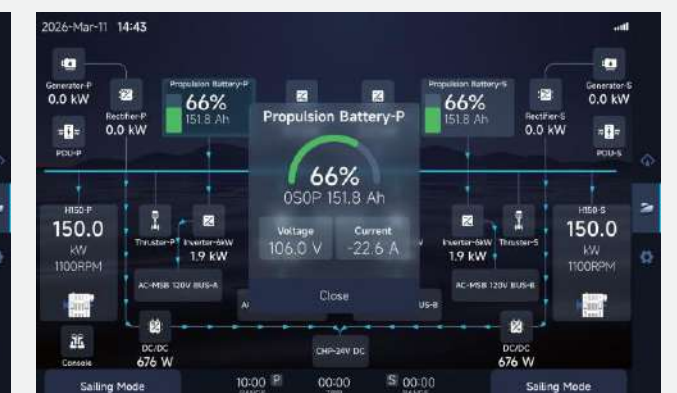 2026-Mar-11 14:43
Generator-P
0.0 kW
Rectifier-P
0.0 kW
PDU-P
Propulsion Battery-P
66%
151.8 Ah
Propulsion Battery-S
66%
151.8 Ah
Generator-S
0.0 kW
Rectifier-S
0.0 kW
PDU-S
Propulsion Battery-P
66%
0S0P 151.8 Ah
Voltage
106.0 V
Current
-22.6 A
Close
H150-P
150.0
kW
1100RPM
Thruster-P
Inverter-6kW
1.9 kW
AC-MSB 120V BUS-A
Inverter-6kW
1.9 kW
Thruster-S
AC-MSB 120V BUS-B
H150-S
150.0
kW
1100RPM
Console
DC/DC
676 W
CHP-24V DC
DC/DC
676 W
Sailing Mode
10:00 P
RANGE
00:00
S 00:00
RANGE
Sailing Mode